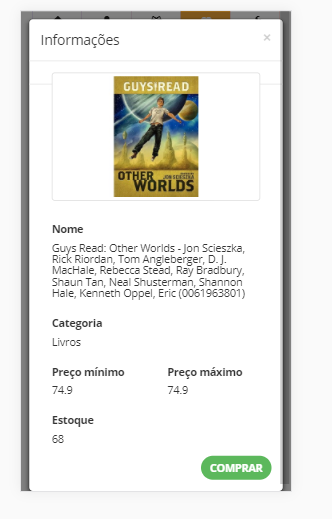 Informações ×
GUYS READ
OTHER
WORLDS
JON SCIESZKA
Nome
Guys Read: Other Worlds - Jon Scieszka,
Rick Riordan, Tom Angleberger, D. J.
MacHale, Rebecca Stead, Ray Bradbury,
Shaun Tan, Neal Shusterman, Shannon
Hale, Kenneth Oppel, Eric (0061963801)
Categoria
Livros
Preço mínimo Preço máximo
74.9 74.9
Estoque
68
COMPRAR